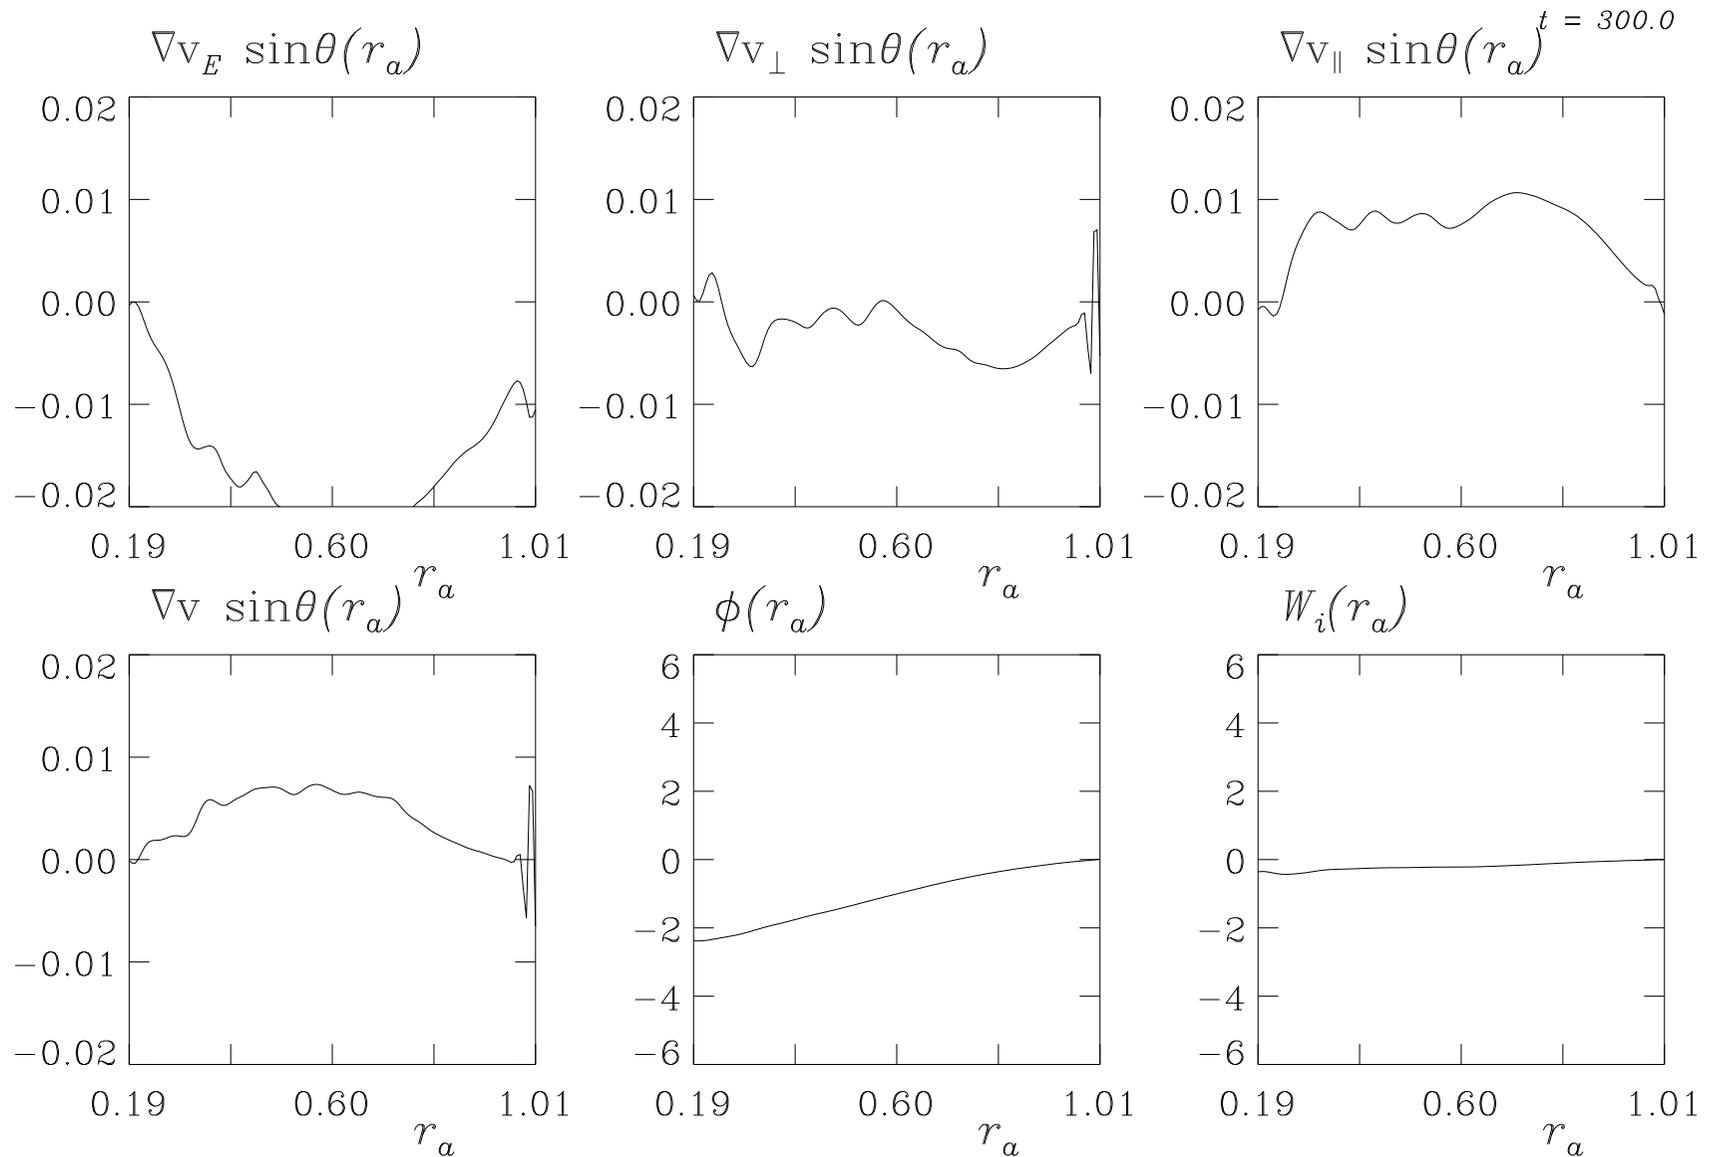 t = 300.0
∇v_E sinθ(r_a)
∇v_⊥ sinθ(r_a)
∇v_∥ sinθ(r_a)
0.02 0.01 0.00 −0.01 −0.02
0.19 0.60 1.01
r_a
0.02 0.01 0.00 −0.01 −0.02
0.19 0.60 1.01
r_a
0.02 0.01 0.00 −0.01 −0.02
0.19 0.60 1.01
r_a
∇v sinθ(r_a)
ϕ(r_a)
W_i(r_a)
0.02 0.01 0.00 −0.01 −0.02
0.19 0.60 1.01
r_a
6 4 2 0 −2 −4 −6
0.19 0.60 1.01
r_a
6 4 2 0 −2 −4 −6
0.19 0.60 1.01
r_a